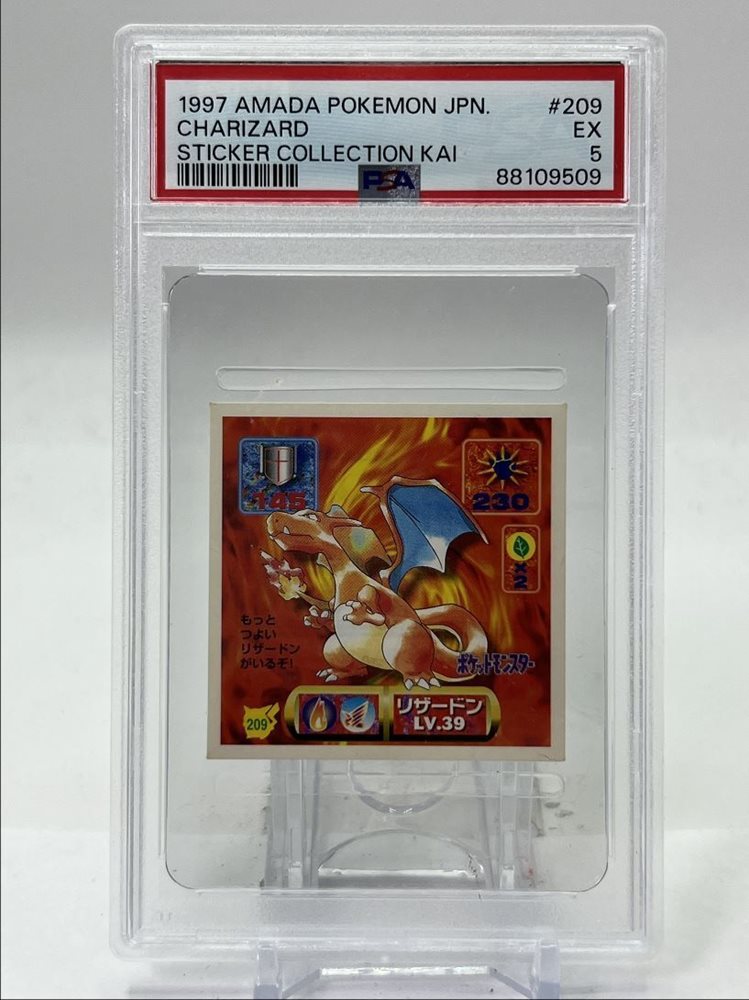 1997 AMADA POKEMON JPN. #209
CHARIZARD EX
STICKER COLLECTION KAI 5
PSA 88109509
145
230
x2
もっと
つよい
リザードン
がいるぞ!
ポケットモンスター
209
リザードン
LV.39